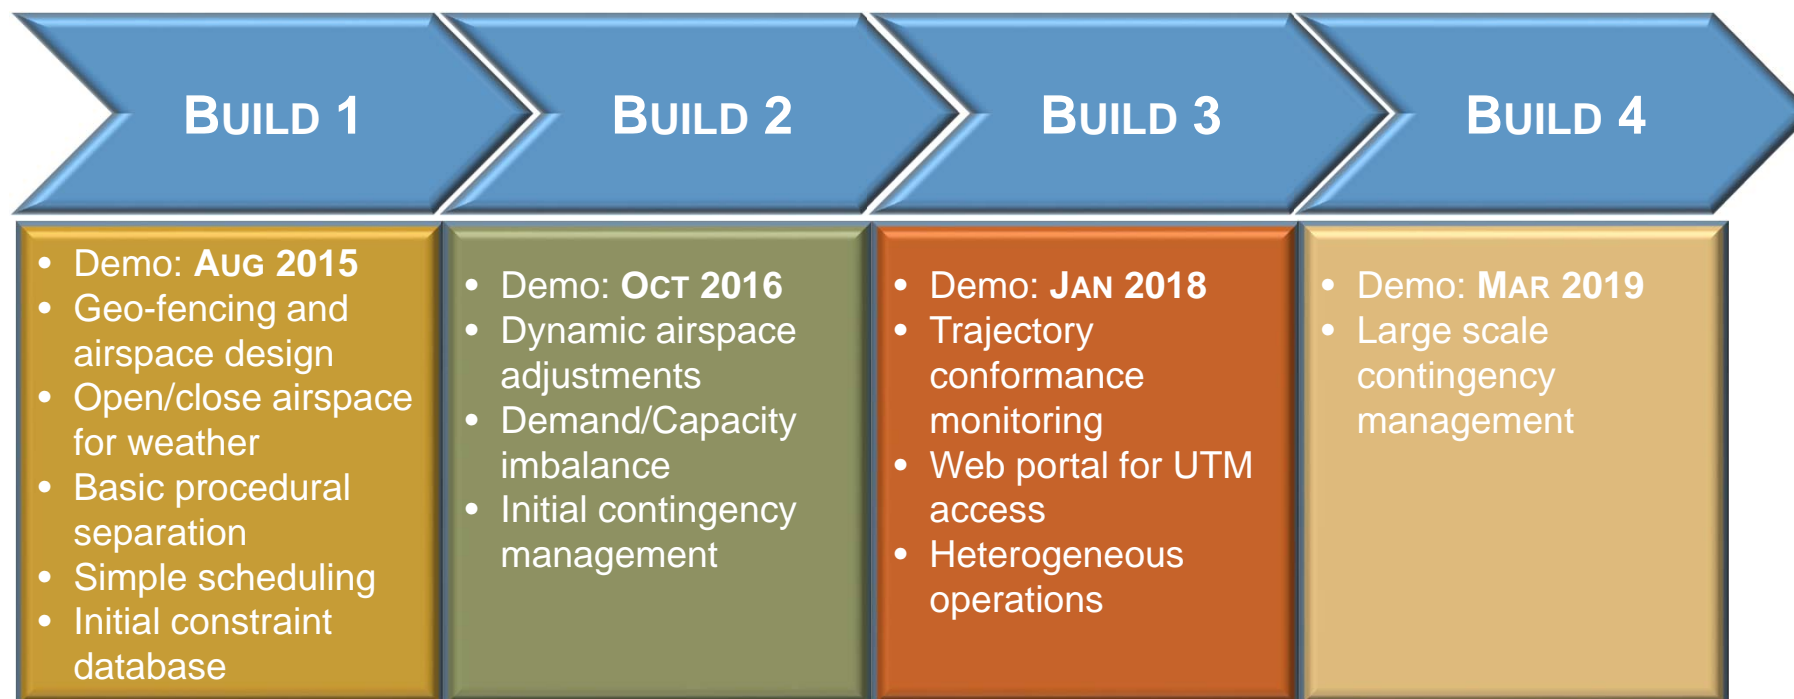 BUILD 1
BUILD 2
BUILD 3
BUILD 4
• Demo: AUG 2015
• Geo-fencing and
airspace design
• Open/close airspace
for weather
• Basic procedural
separation
• Simple scheduling
• Initial constraint
database
• Demo: OCT 2016
• Dynamic airspace
adjustments
• Demand/Capacity
imbalance
• Initial contingency
management
• Demo: JAN 2018
• Trajectory
conformance
monitoring
• Web portal for UTM
access
• Heterogeneous
operations
• Demo: MAR 2019
• Large scale
contingency
management